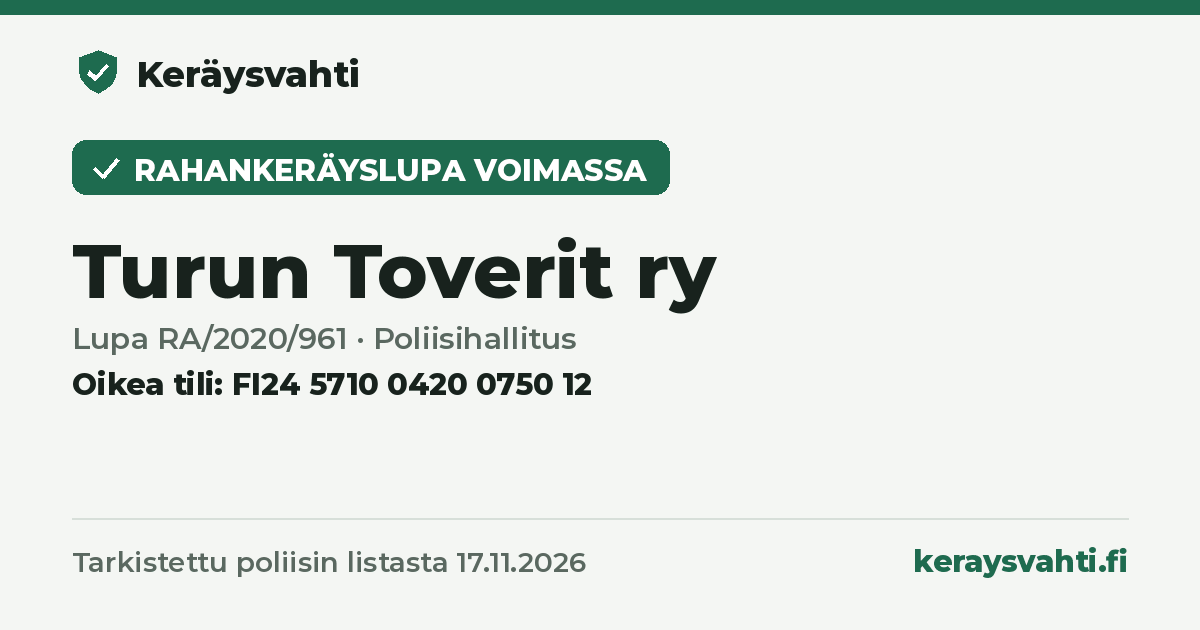 Keräysvahti
RAHANKERÄYSLUPA VOIMASSA
Turun Toverit ry
Lupa RA/2020/961 · Poliisihallitus
Oikea tili: FI24 5710 0420 0750 12
Tarkistettu poliisin listasta 17.11.2026
keraysvahti.fi